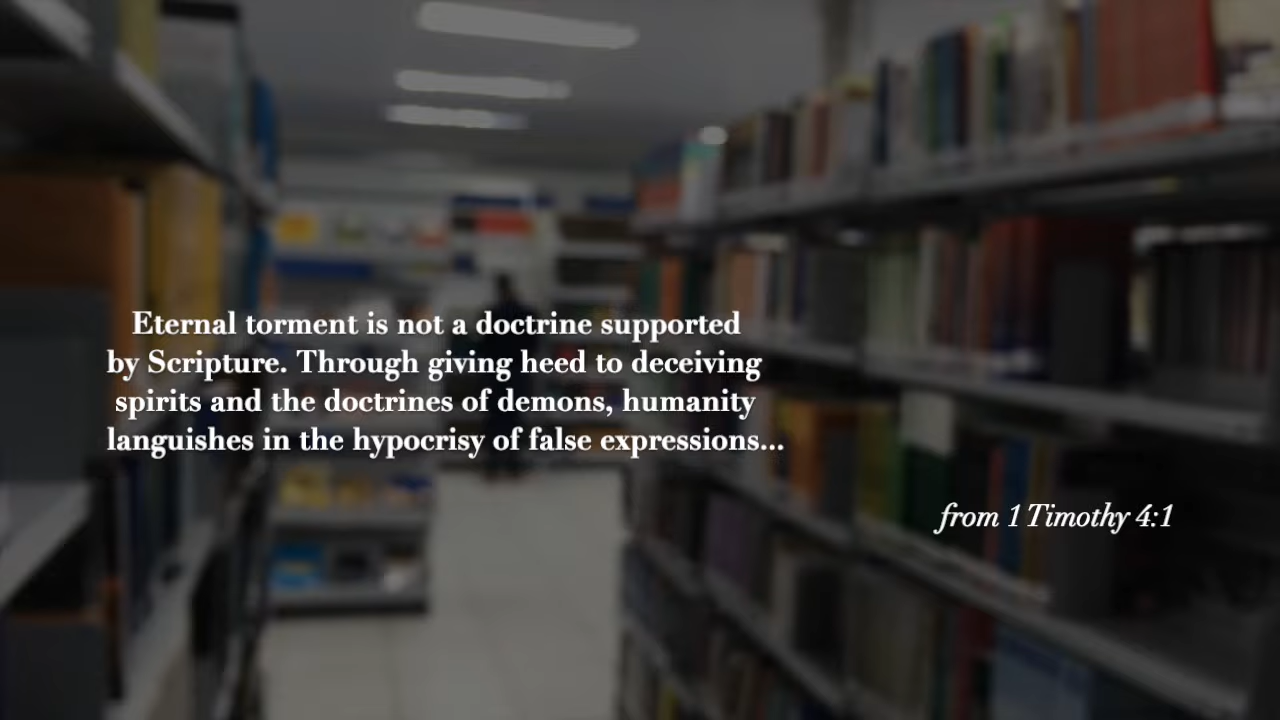 Eternal torment is not a doctrine supported
by Scripture. Through giving heed to deceiving
spirits and the doctrines of demons, humanity
languishes in the hypocrisy of false expressions...
from 1 Timothy 4:1